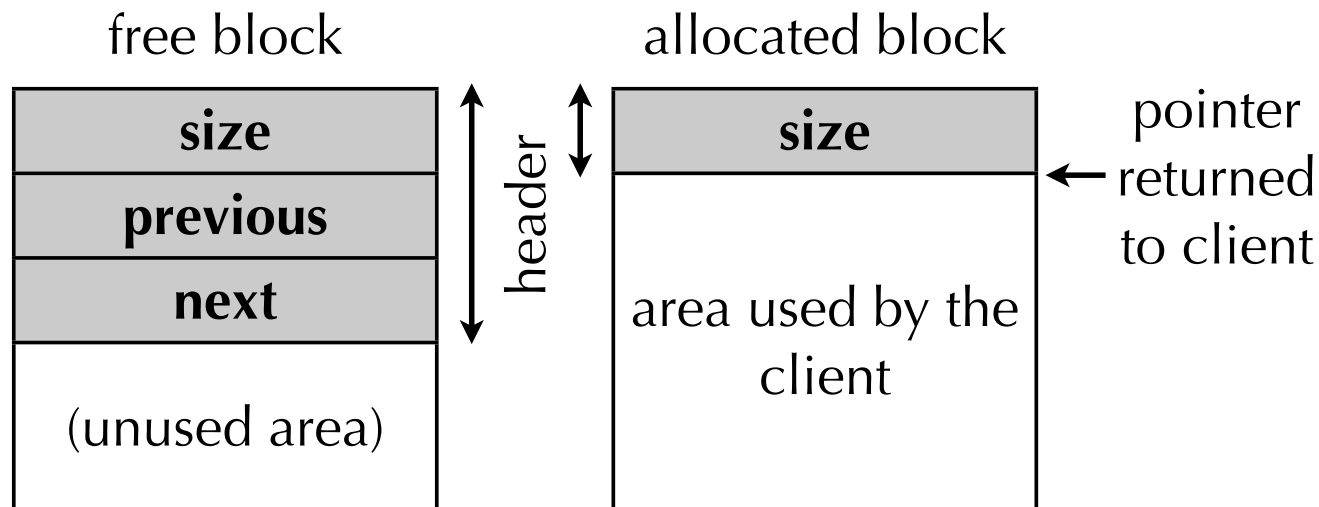 free block
size
previous
next
(unused area)
header
allocated block
size
area used by the
client
pointer
returned
to client